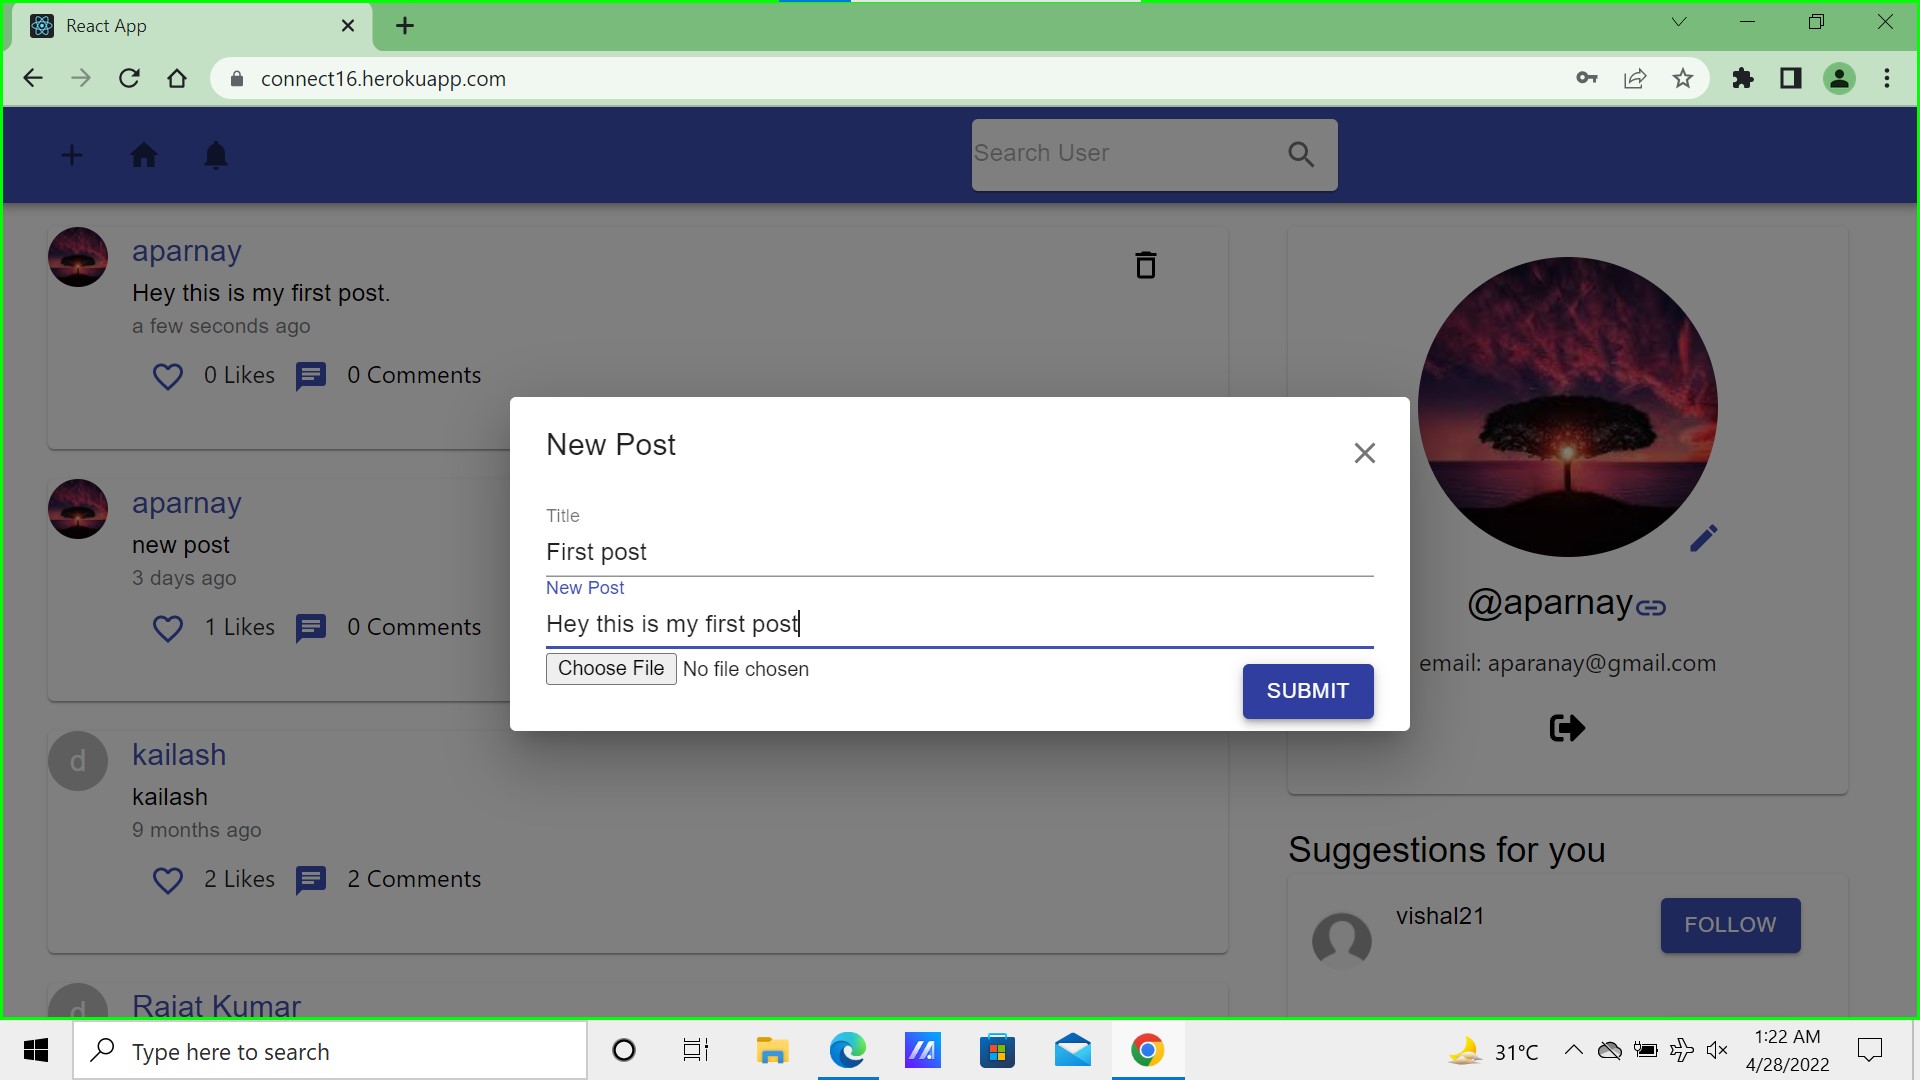 React App
connect16.herokuapp.com
Search User
aparnay
Hey this is my first post.
a few seconds ago
0 Likes 0 Comments
aparnay
new post
3 days ago
1 Likes 0 Comments
kailash
d
kailash
9 months ago
2 Likes 2 Comments
Rajat Kumar
d
New Post
Title
First post
New Post
Hey this is my first post
Choose File No file chosen
SUBMIT
@aparnay
email: aparanay@gmail.com
Suggestions for you
vishal21
FOLLOW
Type here to search
31°C
1:22 AM
4/28/2022